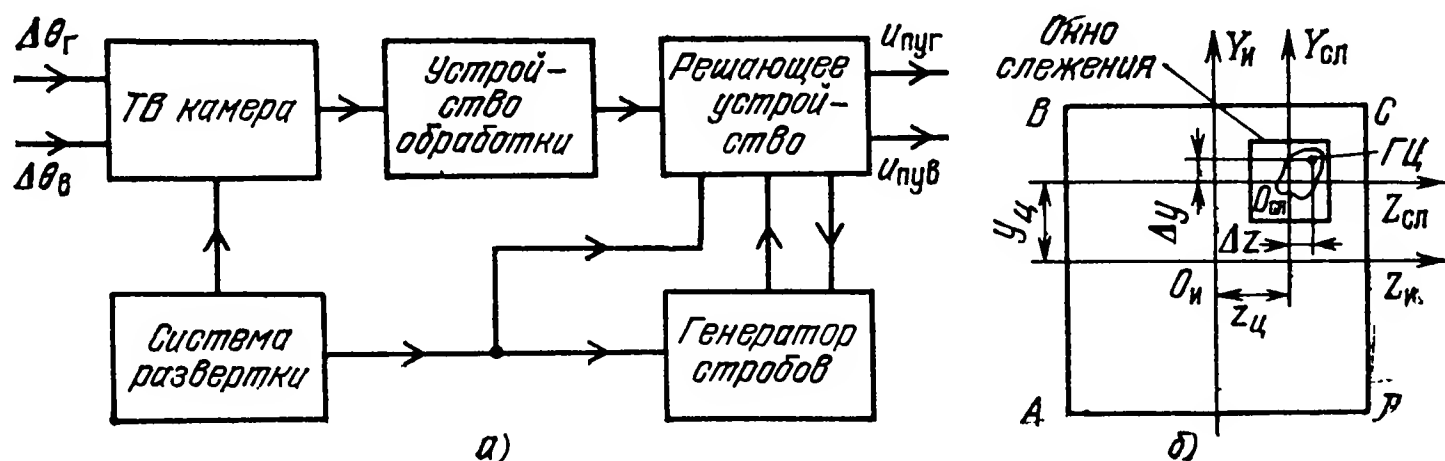 Δθг
Δθв
ТВ камера
Устрой-
ство
обработки
Решающее
устрой-
ство
uпуг
uпув
Система
развертки
Генератор
стробов
а)
Окно
слежения
Yи
Yсл
B
C
ГЦ
Oсл
Zсл
yц
Δy
Δz
Oи
zц
Zи
A
б)